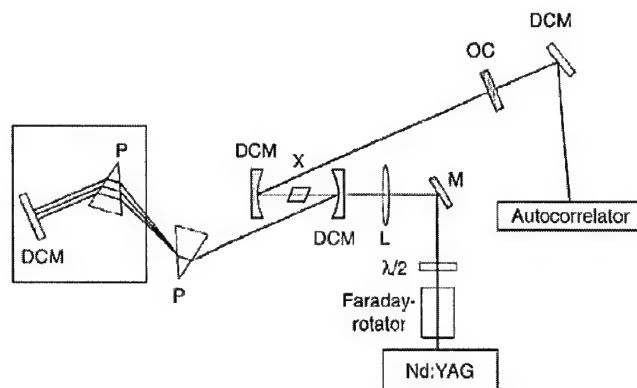 DCM
OC
P
DCM
X
M
DCM
L
Autocorrelator
DCM
P
λ/2
Faraday-
rotator
Nd:YAG